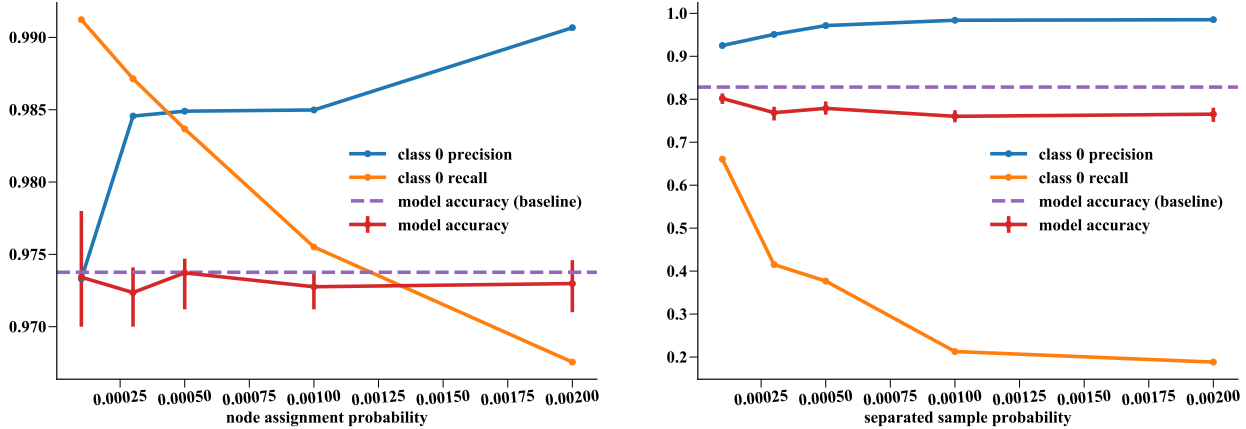 0.990
0.985
0.980
0.975
0.970
class 0 precision
class 0 recall
model accuracy (baseline)
model accuracy
0.00025 0.00050 0.00075 0.00100 0.00125 0.00150 0.00175 0.00200
node assignment probability
1.0
0.9
0.8
0.7
0.6
0.5
0.4
0.3
0.2
class 0 precision
class 0 recall
model accuracy (baseline)
model accuracy
0.00025 0.00050 0.00075 0.00100 0.00125 0.00150 0.00175 0.00200
separated sample probability